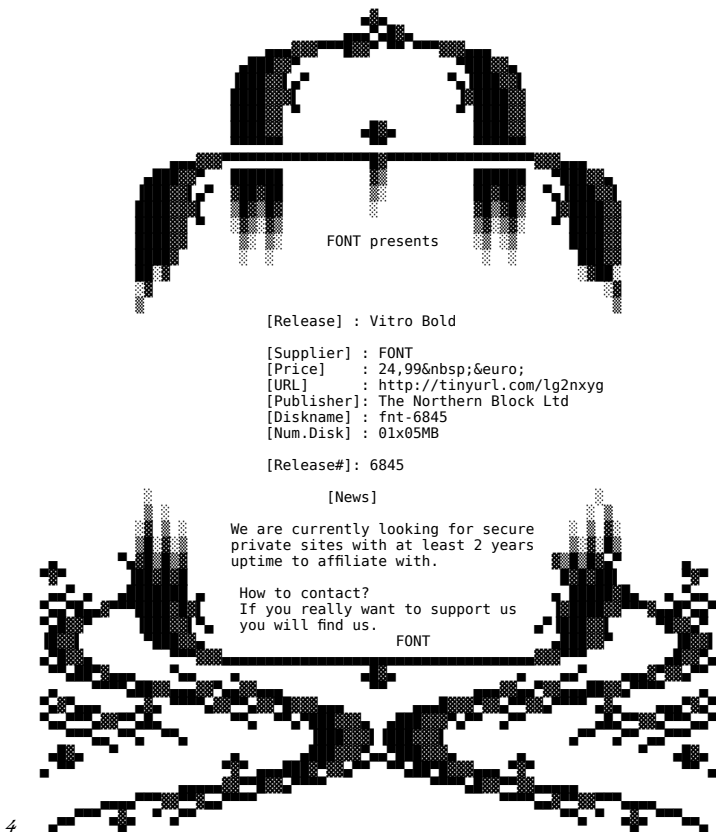 FONT presents
[Release] : Vitro Bold
[Supplier] : FONT
[Price]    : 24,99&nbsp;&euro;
[URL]      : http://tinyurl.com/lg2nxyg
[Publisher]: The Northern Block Ltd
[Diskname] : fnt-6845
[Num.Disk] : 01x05MB
[Release#]: 6845
[News]
We are currently looking for secure
private sites with at least 2 years
uptime to affiliate with.
How to contact?
If you really want to support us
you will find us.
FONT
4